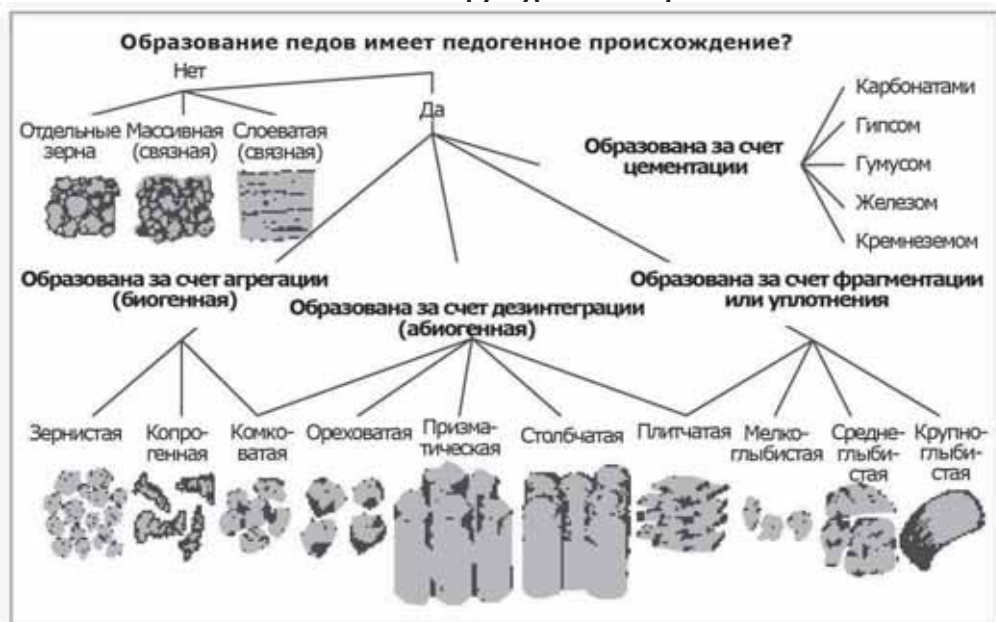 Образование педов имеет педогенное происхождение?
Нет
Да
Отдельные
зерна
Массивная
(связная)
Слоеватая
(связная)
Образована за счет
цементации
Карбонатами
Гипсом
Гумусом
Железом
Кремнеземом
Образована за счет агрегации
(биогенная)
Образована за счет дезинтеграции
(абиогенная)
Образована за счет фрагментации
или уплотнения
Зернистая
Копро-
генная
Комко-
ватая
Ореховатая
Призма-
тическая
Столбчатая
Плитчатая
Мелко-
глыбистая
Средне-
глыби-
стая
Крупно-
глыби-
стая